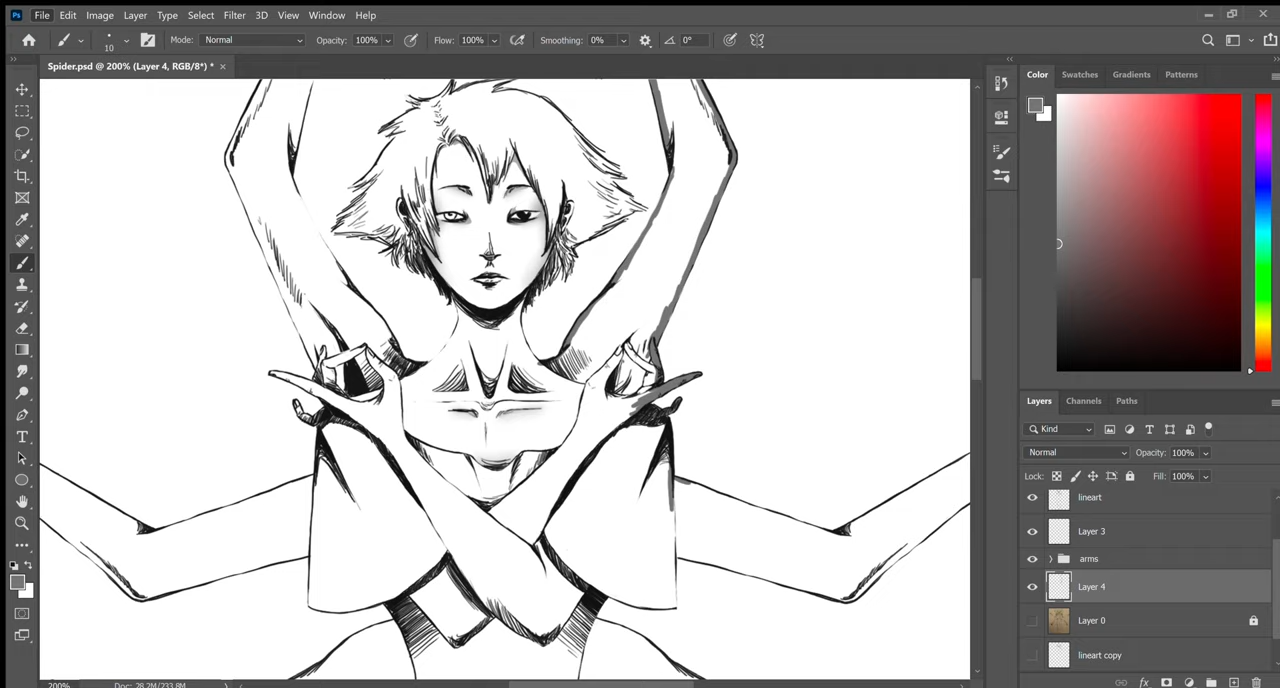 Ps File Edit Image Layer Type Select Filter 3D View Window Help
10 Mode: Normal Opacity: 100% Flow: 100% Smoothing: 0% 0°
Spider.psd @ 200% (Layer 4, RGB/8*) *
Color Swatches Gradients Patterns
Layers Channels Paths
Kind
Normal Opacity: 100%
Lock: Fill: 100%
lineart
Layer 3
arms
Layer 4
Layer 0
lineart copy
200% Doc: 28.2M/233.8M